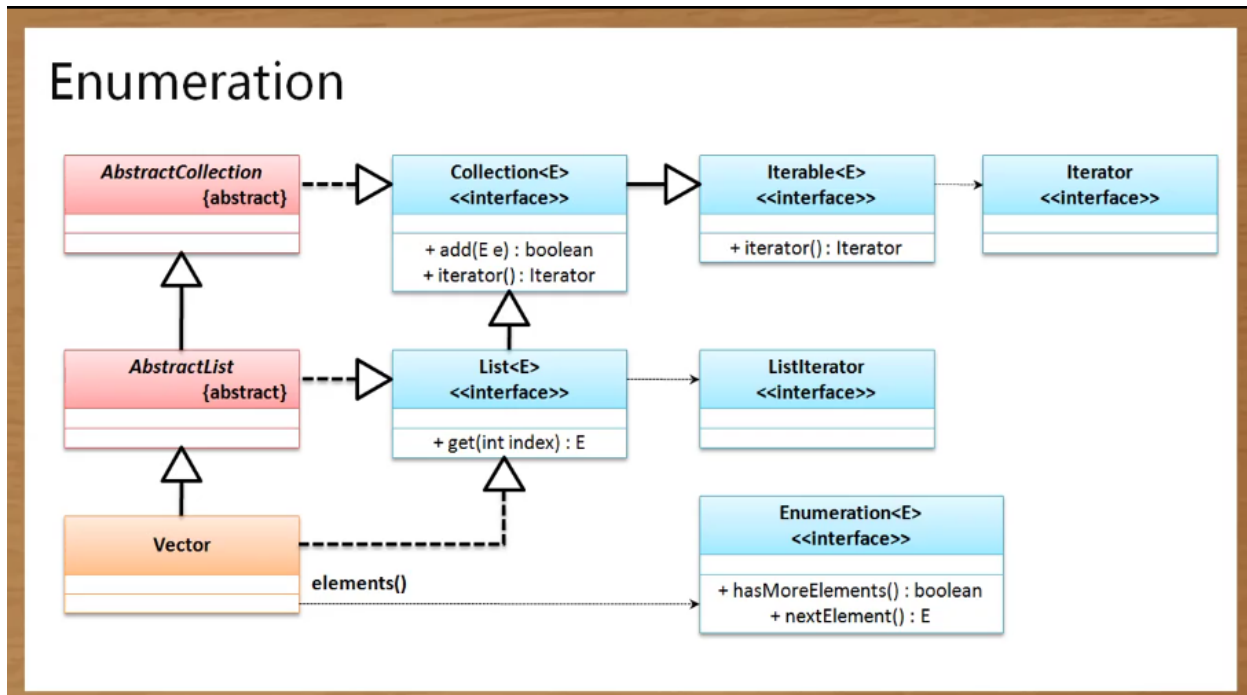 Enumeration
AbstractCollection
{abstract}
Collection<E>
<<interface>>
+ add(E e) : boolean
+ iterator() : Iterator
Iterable<E>
<<interface>>
+ iterator() : Iterator
Iterator
<<interface>>
AbstractList
{abstract}
List<E>
<<interface>>
+ get(int index) : E
ListIterator
<<interface>>
Vector
elements()
Enumeration<E>
<<interface>>
+ hasMoreElements() : boolean
+ nextElement() : E